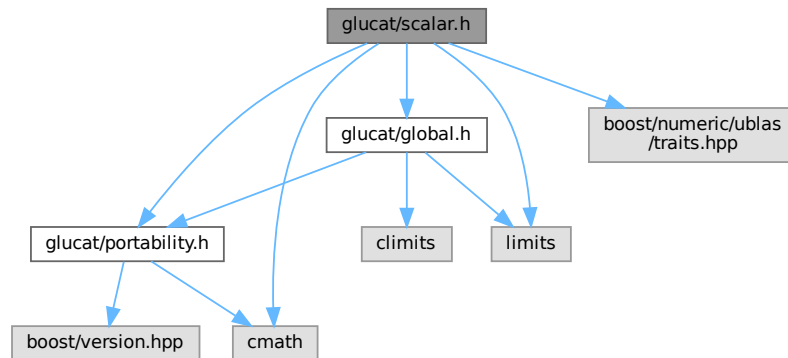 glucat/scalar.h
boost/numeric/ublas
/traits.hpp
glucat/global.h
glucat/portability.h
climits
limits
boost/version.hpp
cmath